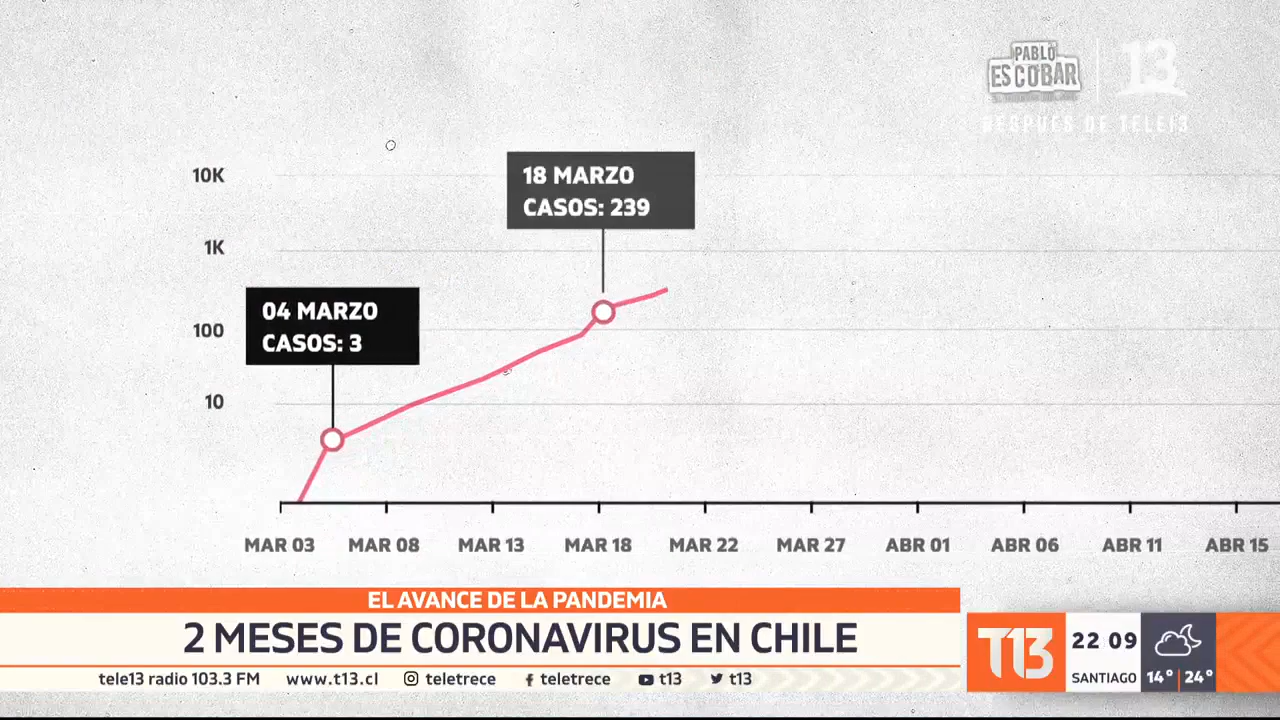 PABLO
ESCOBAR
13
DESPUÉS DE TELE13
10K
1K
100
10
18 MARZO
CASOS: 239
04 MARZO
CASOS: 3
MAR 03 MAR 08 MAR 13 MAR 18 MAR 22 MAR 27 ABR 01 ABR 06 ABR 11 ABR 15
EL AVANCE DE LA PANDEMIA
2 MESES DE CORONAVIRUS EN CHILE
tele13 radio 103.3 FM www.t13.cl teletrece teletrece t13 t13
T13
22 09
SANTIAGO
14° 24°